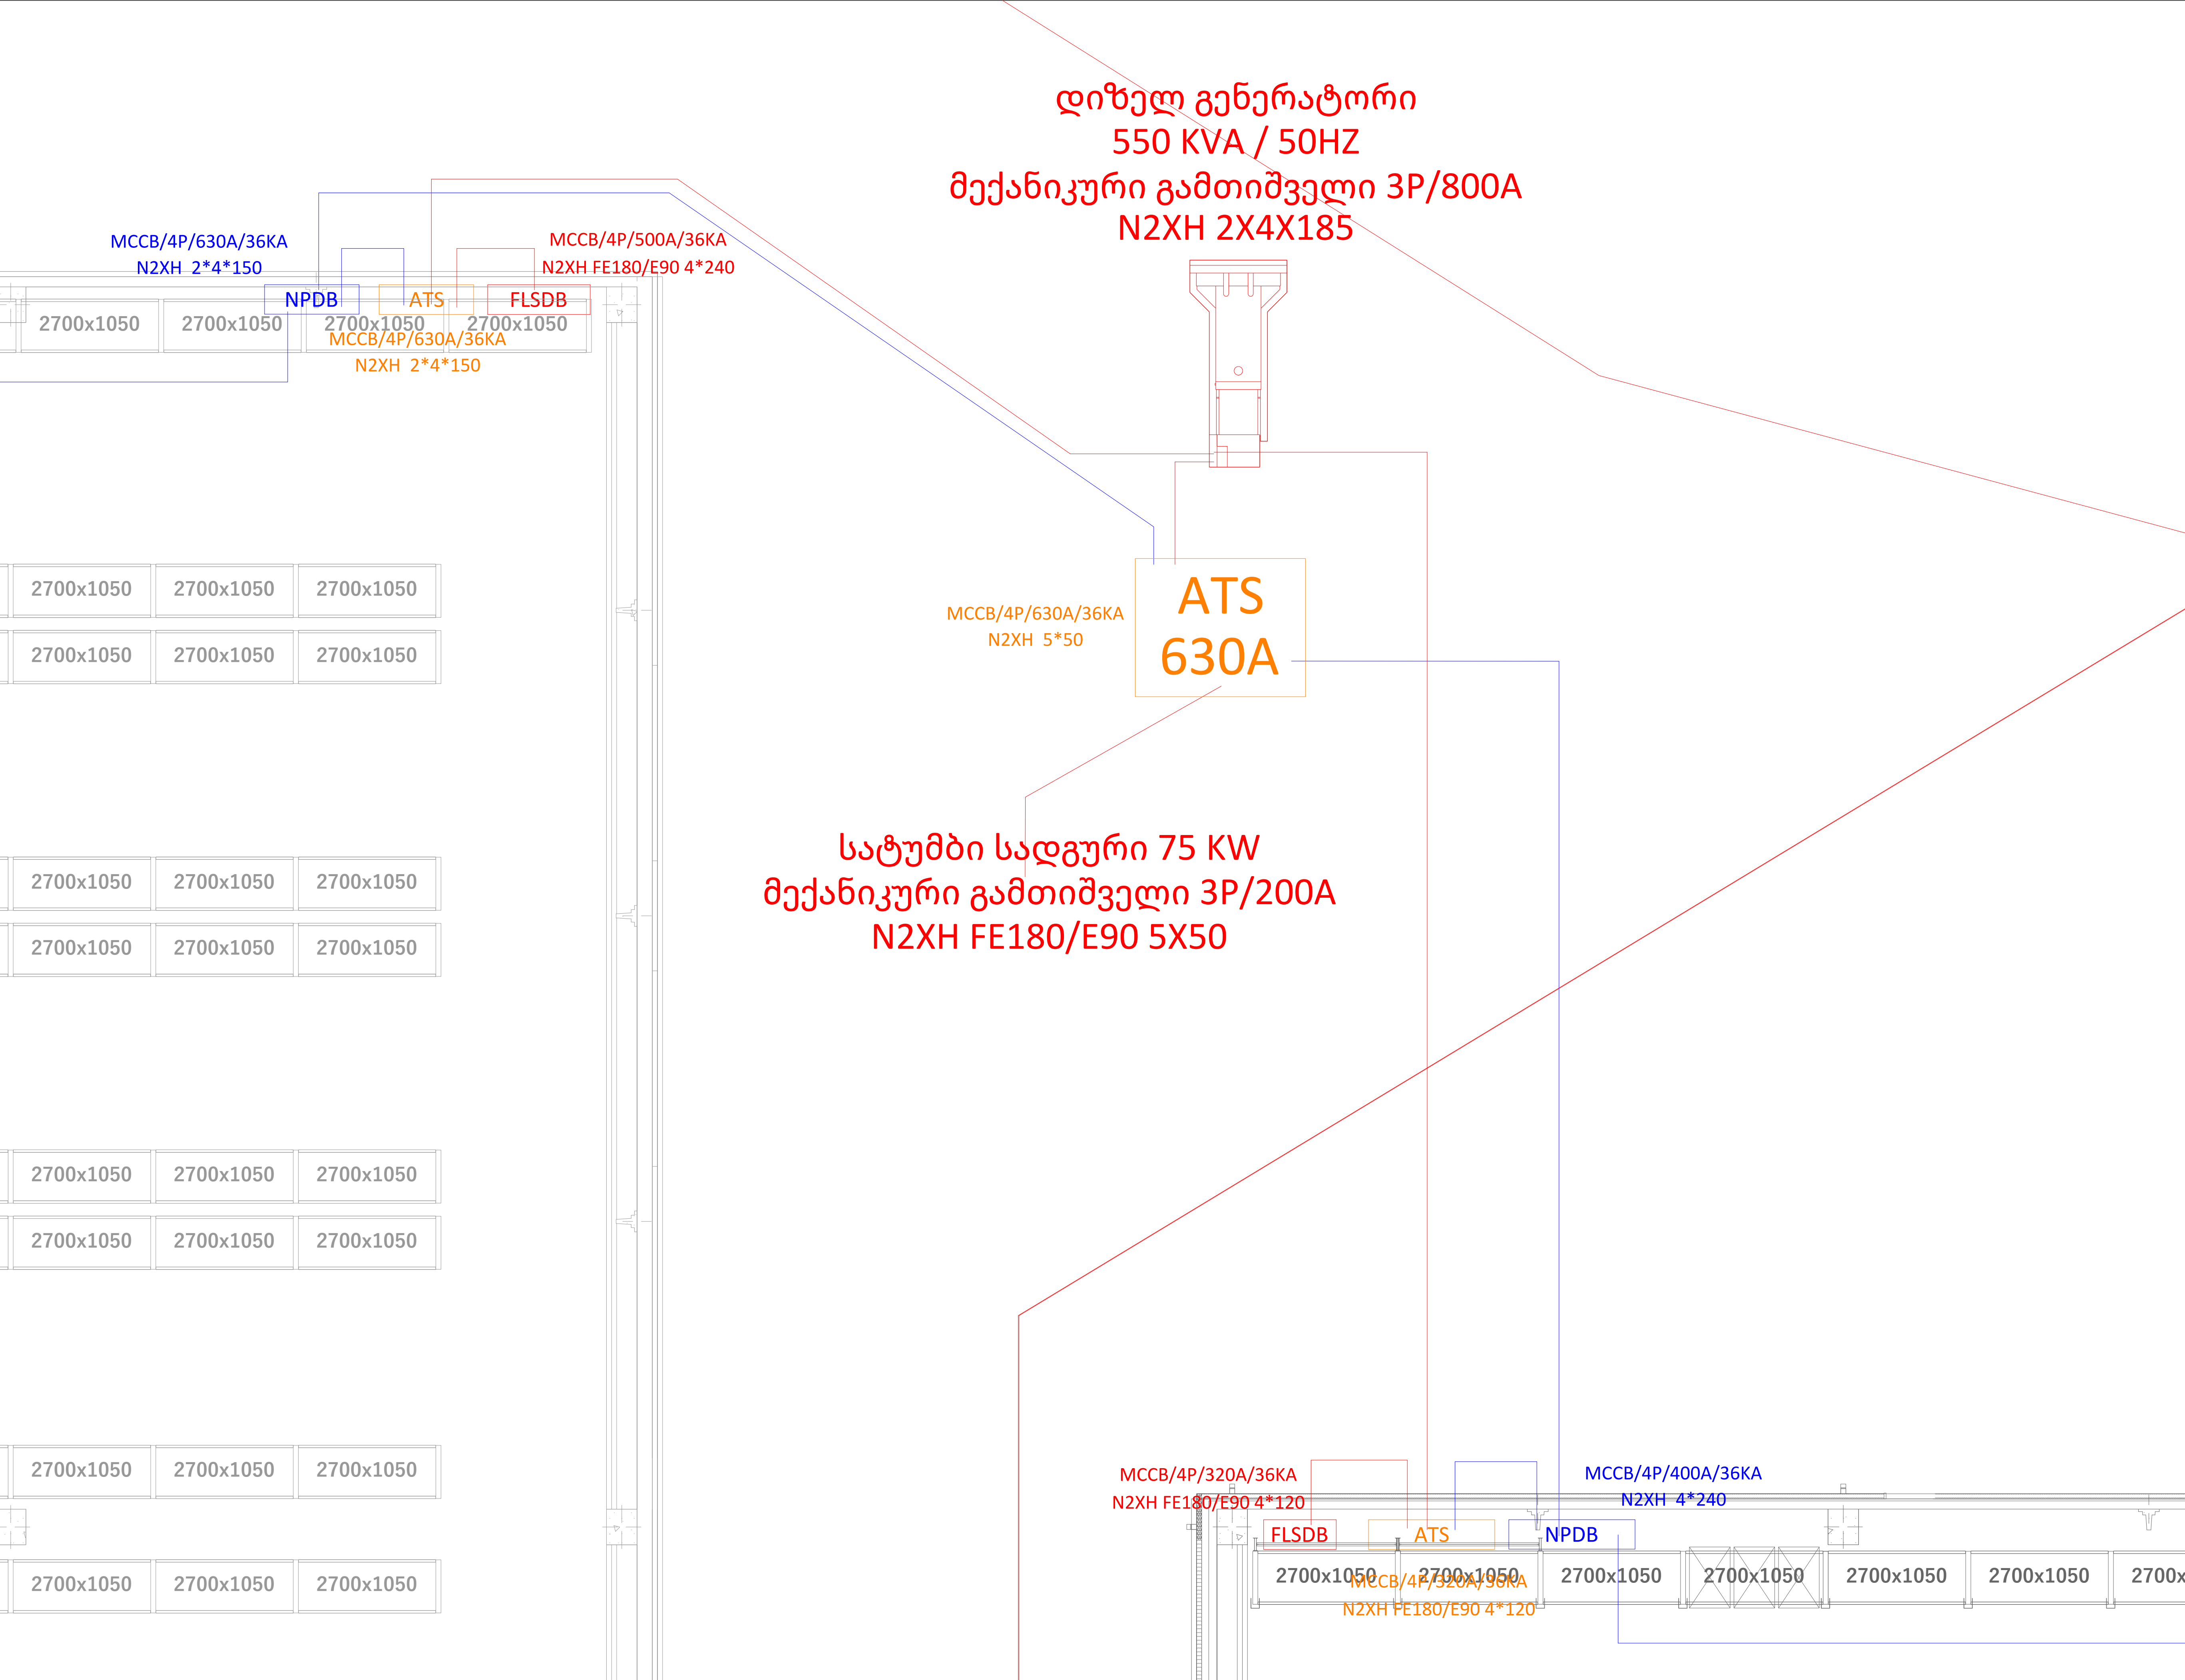 დიზელ გენერატორი
550 KVA / 50HZ
მექანიკური გამთიშველი 3P/800A
N2XH 2X4X185
MCCB/4P/630A/36KA
N2XH 2*4*150
MCCB/4P/500A/36KA
N2XH FE180/E90 4*240
NPDB
ATS
FLSDB
2700x1050
2700x1050
2700x1050
2700x1050
MCCB/4P/630A/36KA
N2XH 2*4*150
2700x1050 2700x1050 2700x1050
ATS
630A
MCCB/4P/630A/36KA
N2XH 5*50
2700x1050 2700x1050 2700x1050
სატუმბი სადგური 75 KW
მექანიკური გამთიშველი 3P/200A
N2XH FE180/E90 5X50
2700x1050 2700x1050 2700x1050
2700x1050 2700x1050 2700x1050
2700x1050 2700x1050 2700x1050
2700x1050 2700x1050 2700x1050
2700x1050 2700x1050 2700x1050
2700x1050 2700x1050 2700x1050
MCCB/4P/320A/36KA
N2XH FE180/E90 4*120
MCCB/4P/400A/36KA
N2XH 4*240
FLSDB
ATS
NPDB
2700x1050 2700x1050 2700x1050 2700x1050 2700x1050 2700x1050 2700x
MCCB/4P/320A/36KA
N2XH FE180/E90 4*120